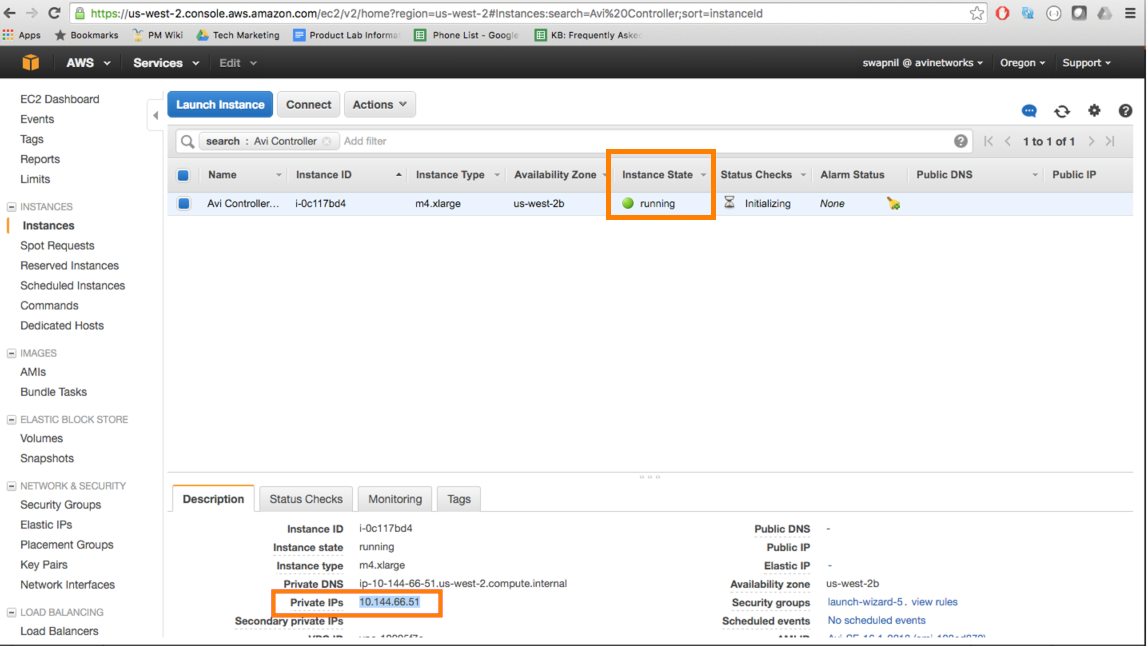 https://us-west-2.console.aws.amazon.com/ec2/v2/home?region=us-west-2#Instances:search=Avi%20Controller;sort=instanceId
Apps Bookmarks PM Wiki Tech Marketing Product Lab Informa Phone List - Google KB: Frequently Aske
AWS Services Edit swapnil @ avinetworks Oregon Support
EC2 Dashboard
Events
Tags
Reports
Limits
INSTANCES
Instances
Spot Requests
Reserved Instances
Scheduled Instances
Commands
Dedicated Hosts
IMAGES
AMIs
Bundle Tasks
ELASTIC BLOCK STORE
Volumes
Snapshots
NETWORK & SECURITY
Security Groups
Elastic IPs
Placement Groups
Key Pairs
Network Interfaces
LOAD BALANCING
Load Balancers
Launch Instance Connect Actions
search : Avi Controller Add filter 1 to 1 of 1
Name Instance ID Instance Type Availability Zone Instance State Status Checks Alarm Status Public DNS Public IP
Avi Controller... i-0c117bd4 m4.xlarge us-west-2b running Initializing None
Description Status Checks Monitoring Tags
Instance ID i-0c117bd4 Public DNS -
Instance state running Public IP
Instance type m4.xlarge Elastic IP -
Private DNS ip-10-144-66-51.us-west-2.compute.internal Availability zone us-west-2b
Private IPs 10.144.66.51 Security groups launch-wizard-5. view rules
Secondary private IPs Scheduled events No scheduled events